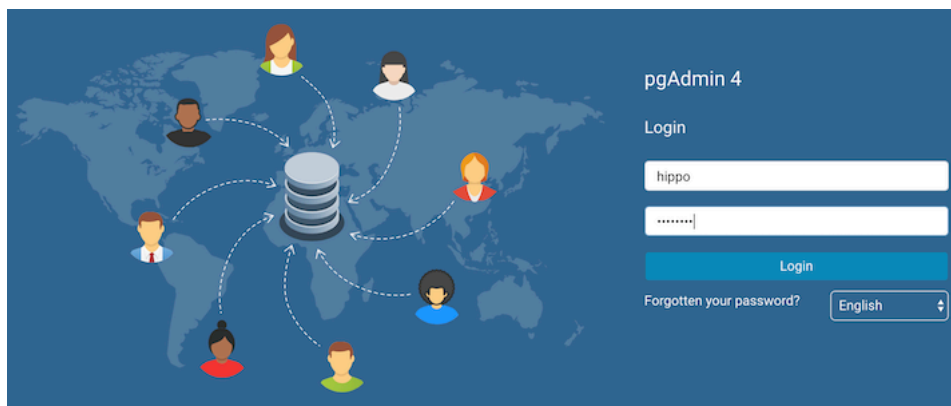 pgAdmin 4
Login
hippo
••••••••
Login
Forgotten your password?
English